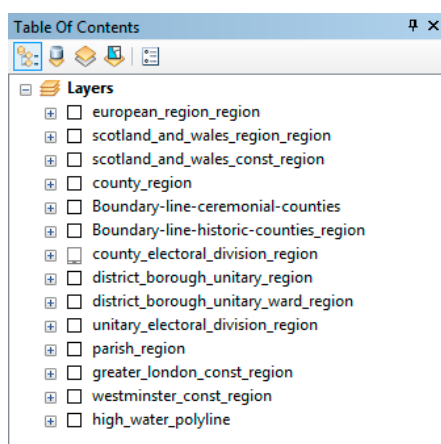 Table Of Contents
Layers
european_region_region
scotland_and_wales_region_region
scotland_and_wales_const_region
county_region
Boundary-line-ceremonial-counties
Boundary-line-historic-counties_region
county_electoral_division_region
district_borough_unitary_region
district_borough_unitary_ward_region
unitary_electoral_division_region
parish_region
greater_london_const_region
westminster_const_region
high_water_polyline